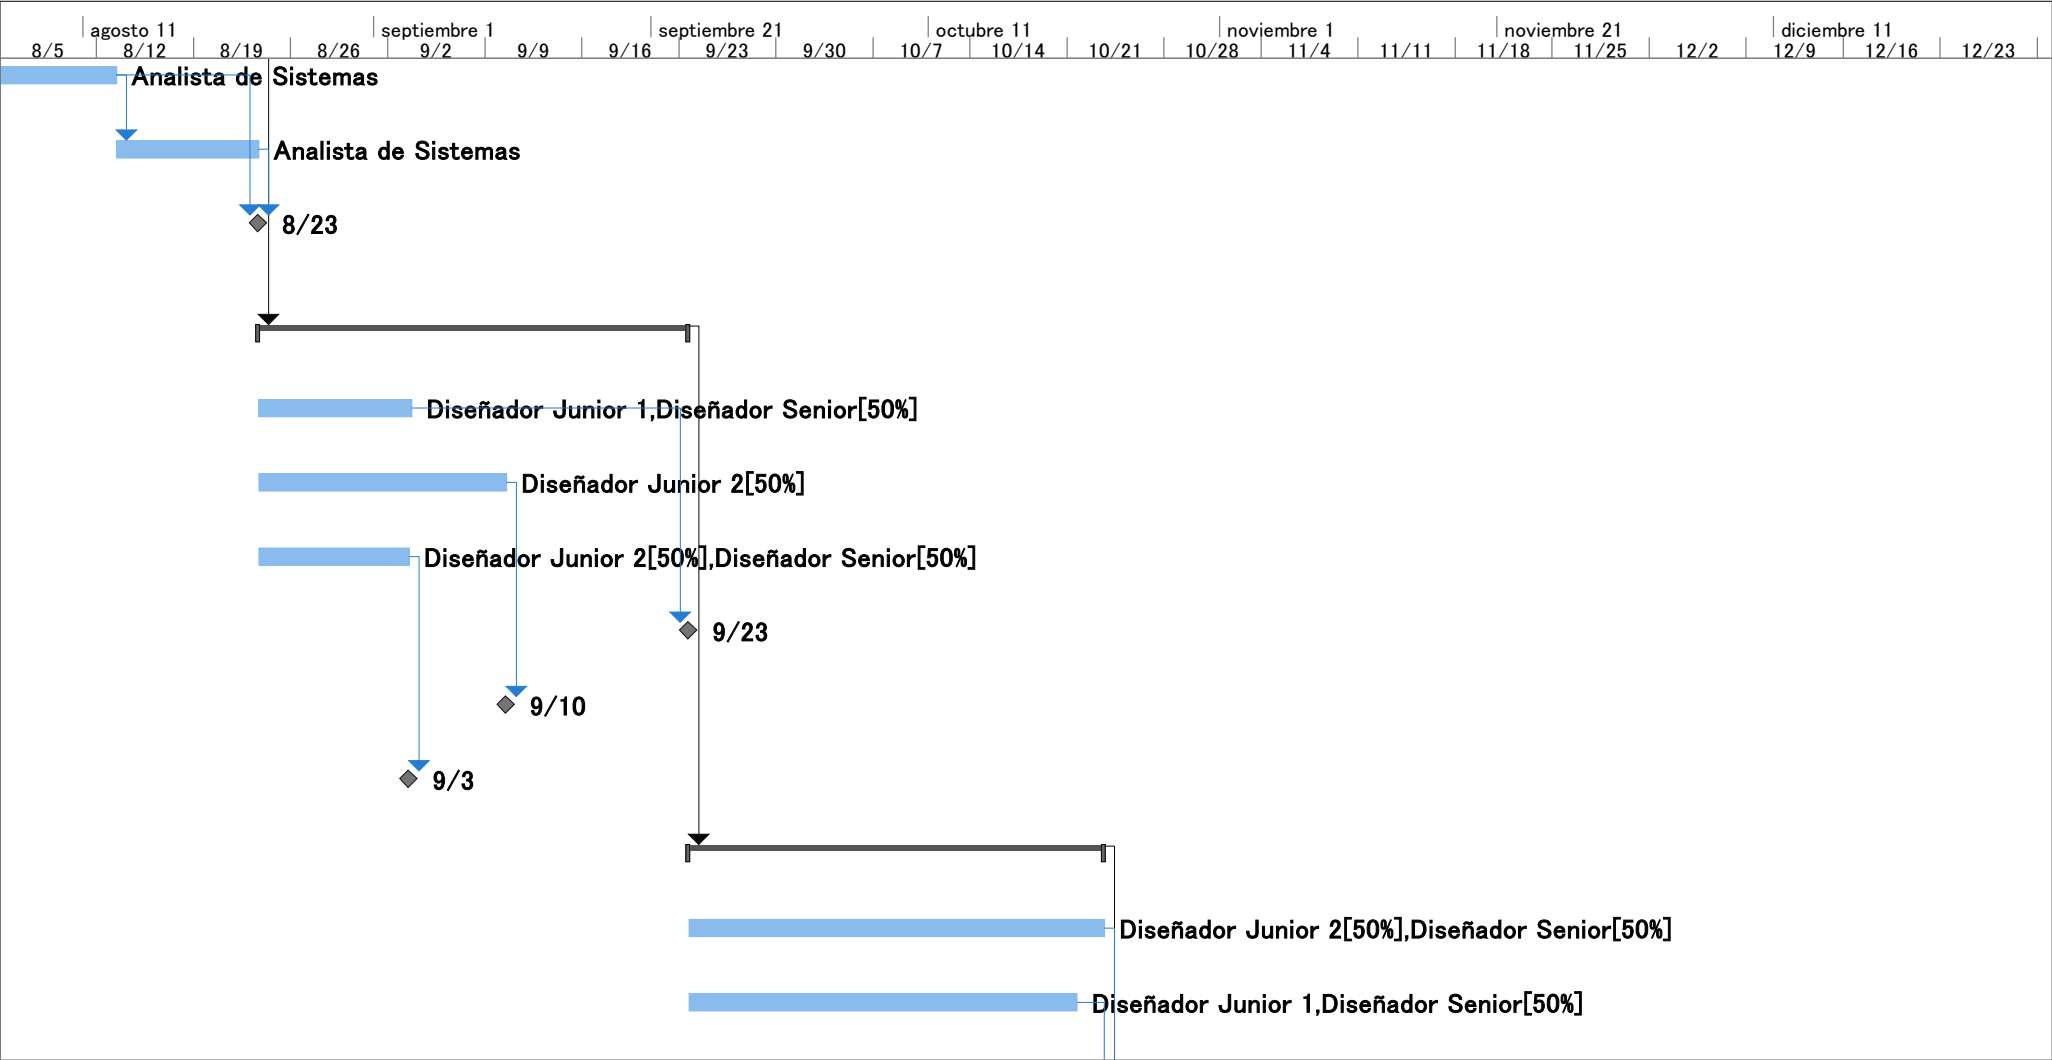 agosto 11 septiembre 1 septiembre 21 octubre 11 noviembre 1 noviembre 21 diciembre 11
8/5 8/12 8/19 8/26 9/2 9/9 9/16 9/23 9/30 10/7 10/14 10/21 10/28 11/4 11/11 11/18 11/25 12/2 12/9 12/16 12/23
Analista de Sistemas
Analista de Sistemas
8/23
Diseñador Junior 1,Diseñador Senior[50%]
Diseñador Junior 2[50%]
Diseñador Junior 2[50%],Diseñador Senior[50%]
9/23
9/10
9/3
Diseñador Junior 2[50%],Diseñador Senior[50%]
Diseñador Junior 1,Diseñador Senior[50%]